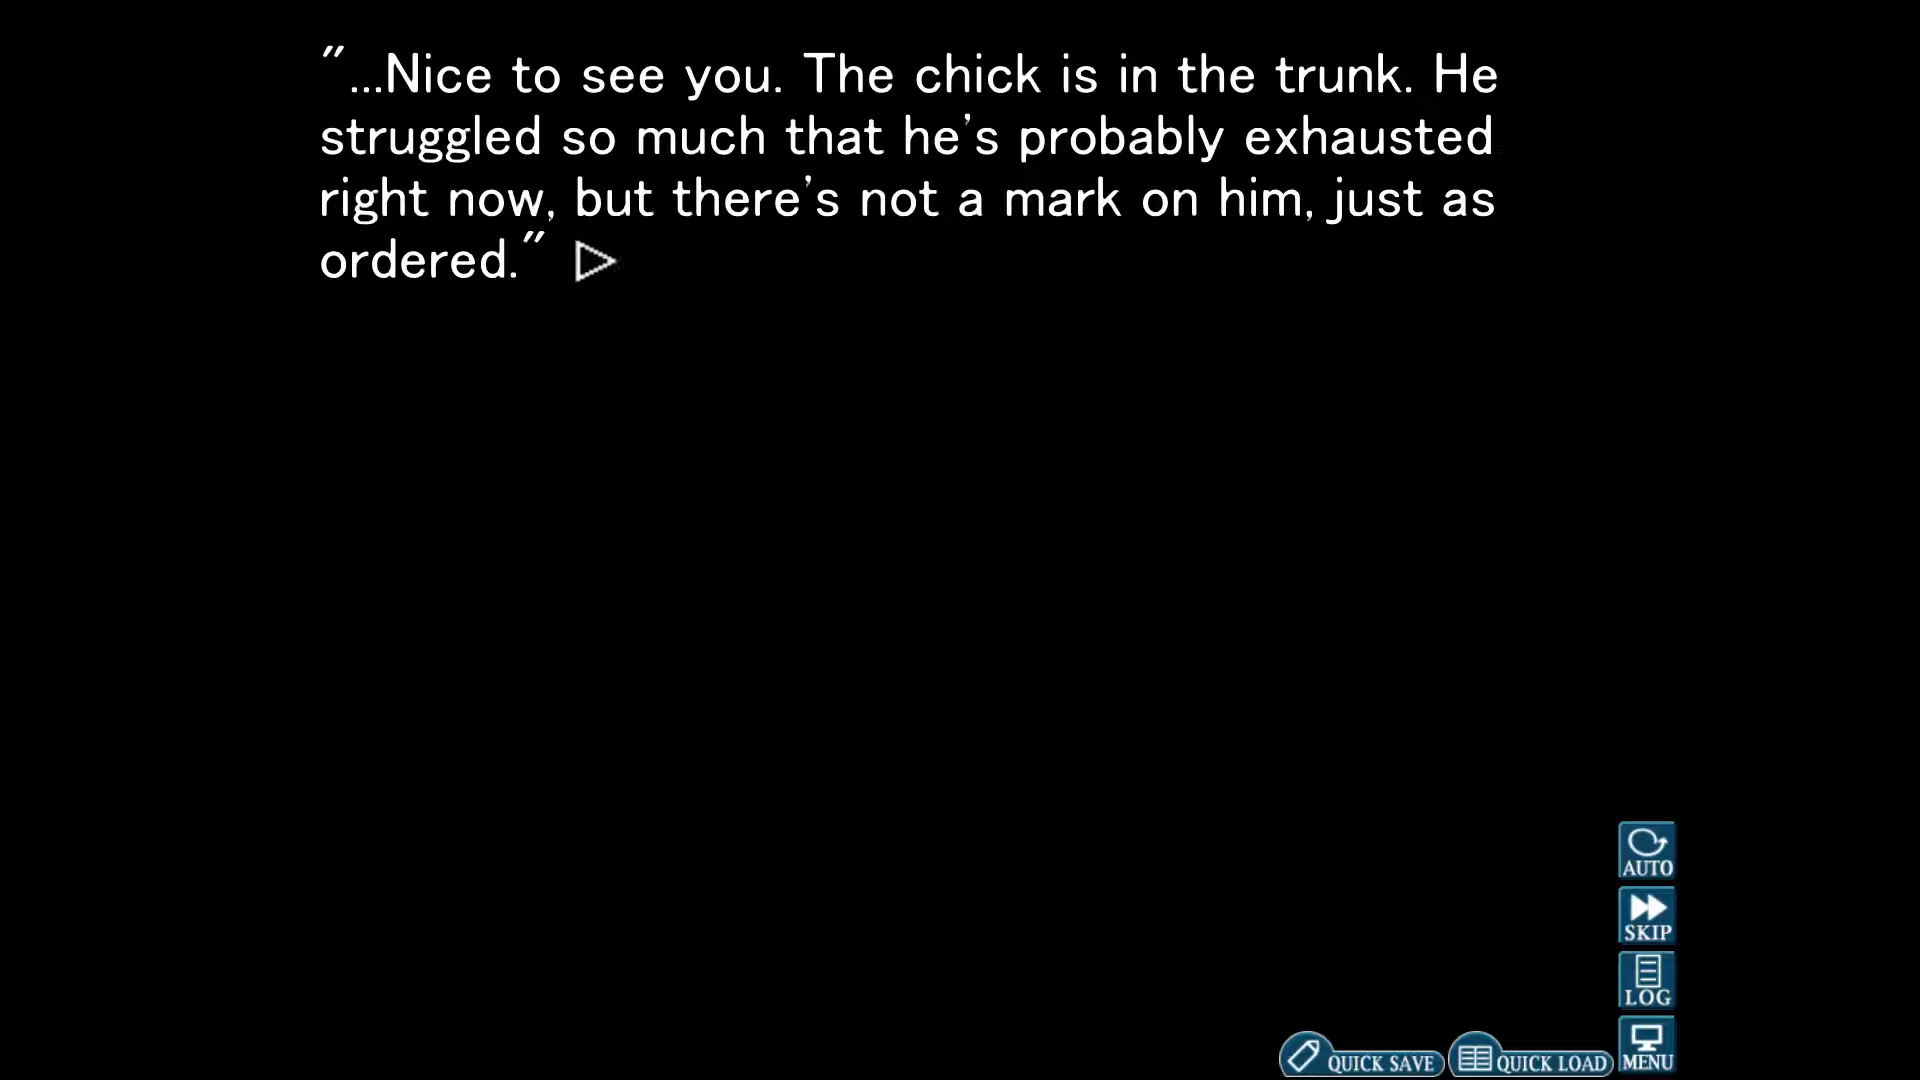 "...Nice to see you. The chick is in the trunk. He
struggled so much that he's probably exhausted
right now, but there's not a mark on him, just as
ordered."
AUTO
SKIP
LOG
MENU
QUICK SAVE
QUICK LOAD